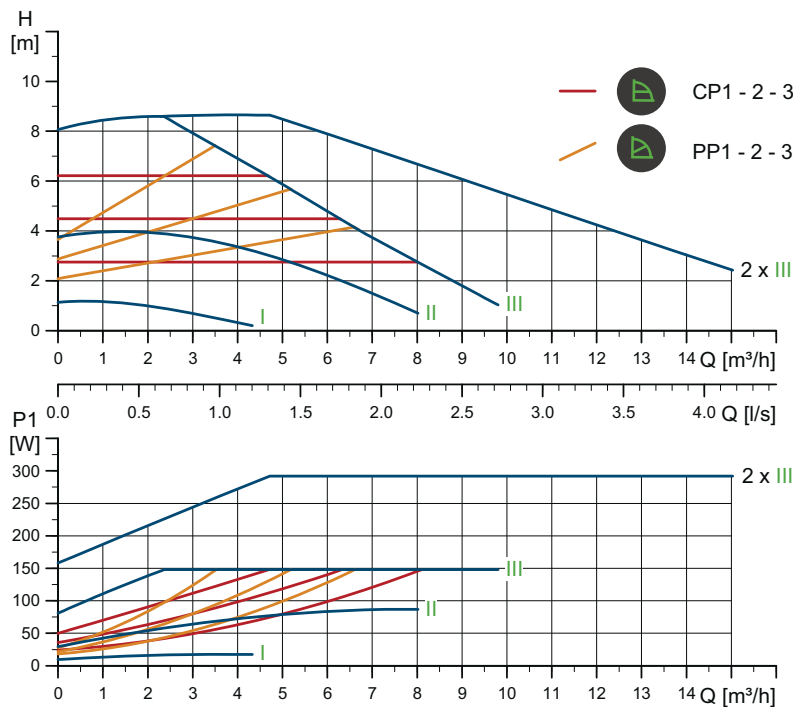 H
[m]
10
8
6
4
2
0
CP1 - 2 - 3
PP1 - 2 - 3
2 x III
I
II
III
0 1 2 3 4 5 6 7 8 9 10 11 12 13 14 Q [m³/h]
0.0 0.5 1.0 1.5 2.0 2.5 3.0 3.5 4.0 Q [l/s]
P1
[W]
300
250
200
150
100
50
0
2 x III
III
II
I
0 1 2 3 4 5 6 7 8 9 10 11 12 13 14 Q [m³/h]